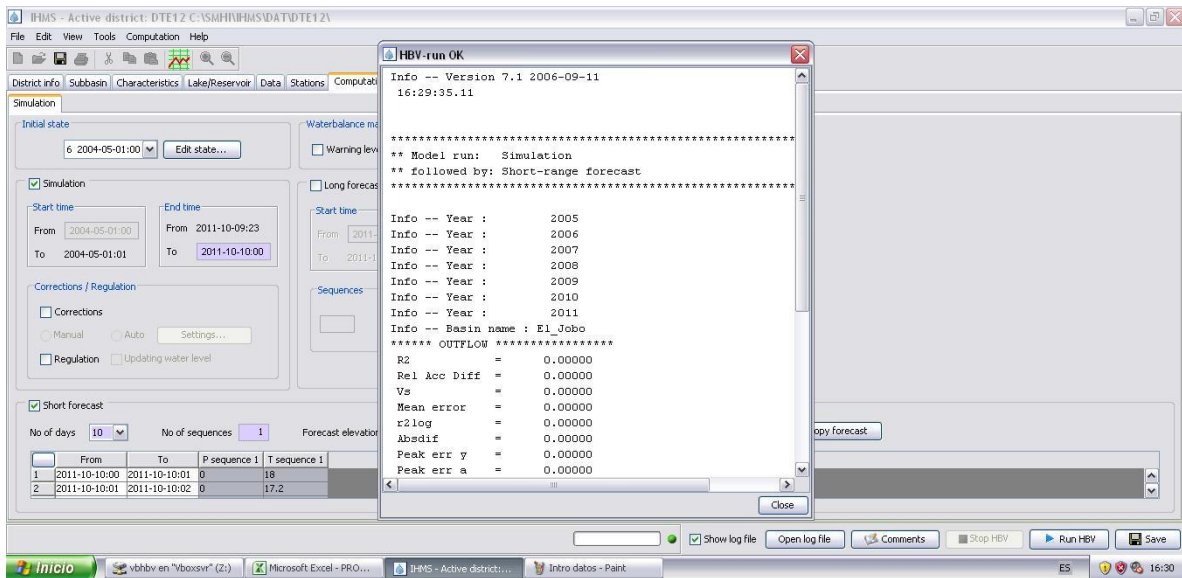 IHMS - Active district: DTE12 C:\SMHI\IHMS\DAT\DTE12\
File Edit View Tools Computation Help
District info Subbasin Characteristics Lake/Reservoir Data Stations Computati
Simulation
Initial state
6 2004-05-01:00 Edit state...
Waterbalance ma
Warning leve
Simulation
Start time
From 2004-05-01:00
To 2004-05-01:01
End time
From 2011-10-09:23
To 2011-10-10:00
Long forecas
Start time
From 2011-
To 2011-1
Corrections / Regulation
Corrections
Manual Auto Settings...
Regulation Updating water level
Sequences
Short forecast
No of days 10 No of sequences 1 Forecast elevation
opy forecast
From To P sequence 1 T sequence 1
1 2011-10-10:00 2011-10-10:01 0 18
2 2011-10-10:01 2011-10-10:02 0 17.2
HBV-run OK
Info -- Version 7.1 2006-09-11
16:29:35.11
**********************************************************
** Model run: Simulation
** followed by: Short-range forecast
**********************************************************
Info -- Year : 2005
Info -- Year : 2006
Info -- Year : 2007
Info -- Year : 2008
Info -- Year : 2009
Info -- Year : 2010
Info -- Year : 2011
Info -- Basin name : El_Jobo
****** OUTFLOW *****************
R2 = 0.00000
Rel Acc Diff = 0.00000
Vs = 0.00000
Mean error = 0.00000
r2log = 0.00000
Absdif = 0.00000
Peak err y = 0.00000
Peak err a = 0.00000
Close
Show log file Open log file Comments Stop HBV Run HBV Save
Inicio vbhbv en "Vboxsvr" (Z:) Microsoft Excel - PRO... IHMS - Active district:... Intro datos - Paint ES 16:30